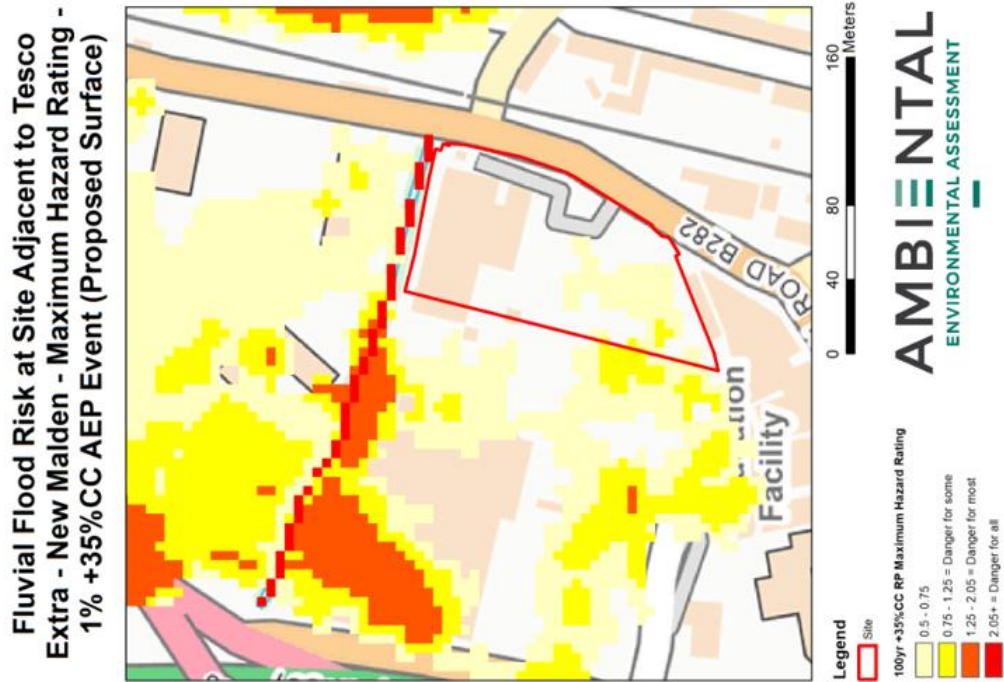 Fluvial Flood Risk at Site Adjacent to Tesco
Extra - New Malden - Maximum Hazard Rating -
1% +35%CC AEP Event (Proposed Surface)
ROAD B282
Facility
Legend
Site
100yr +35%CC RP Maximum Hazard Rating
0.5 - 0.75
0.75 - 1.25 = Danger for some
1.25 - 2.05 = Danger for most
2.05+ = Danger for all
0 40 80 160
Meters
AMBIENTAL
ENVIRONMENTAL ASSESSMENT